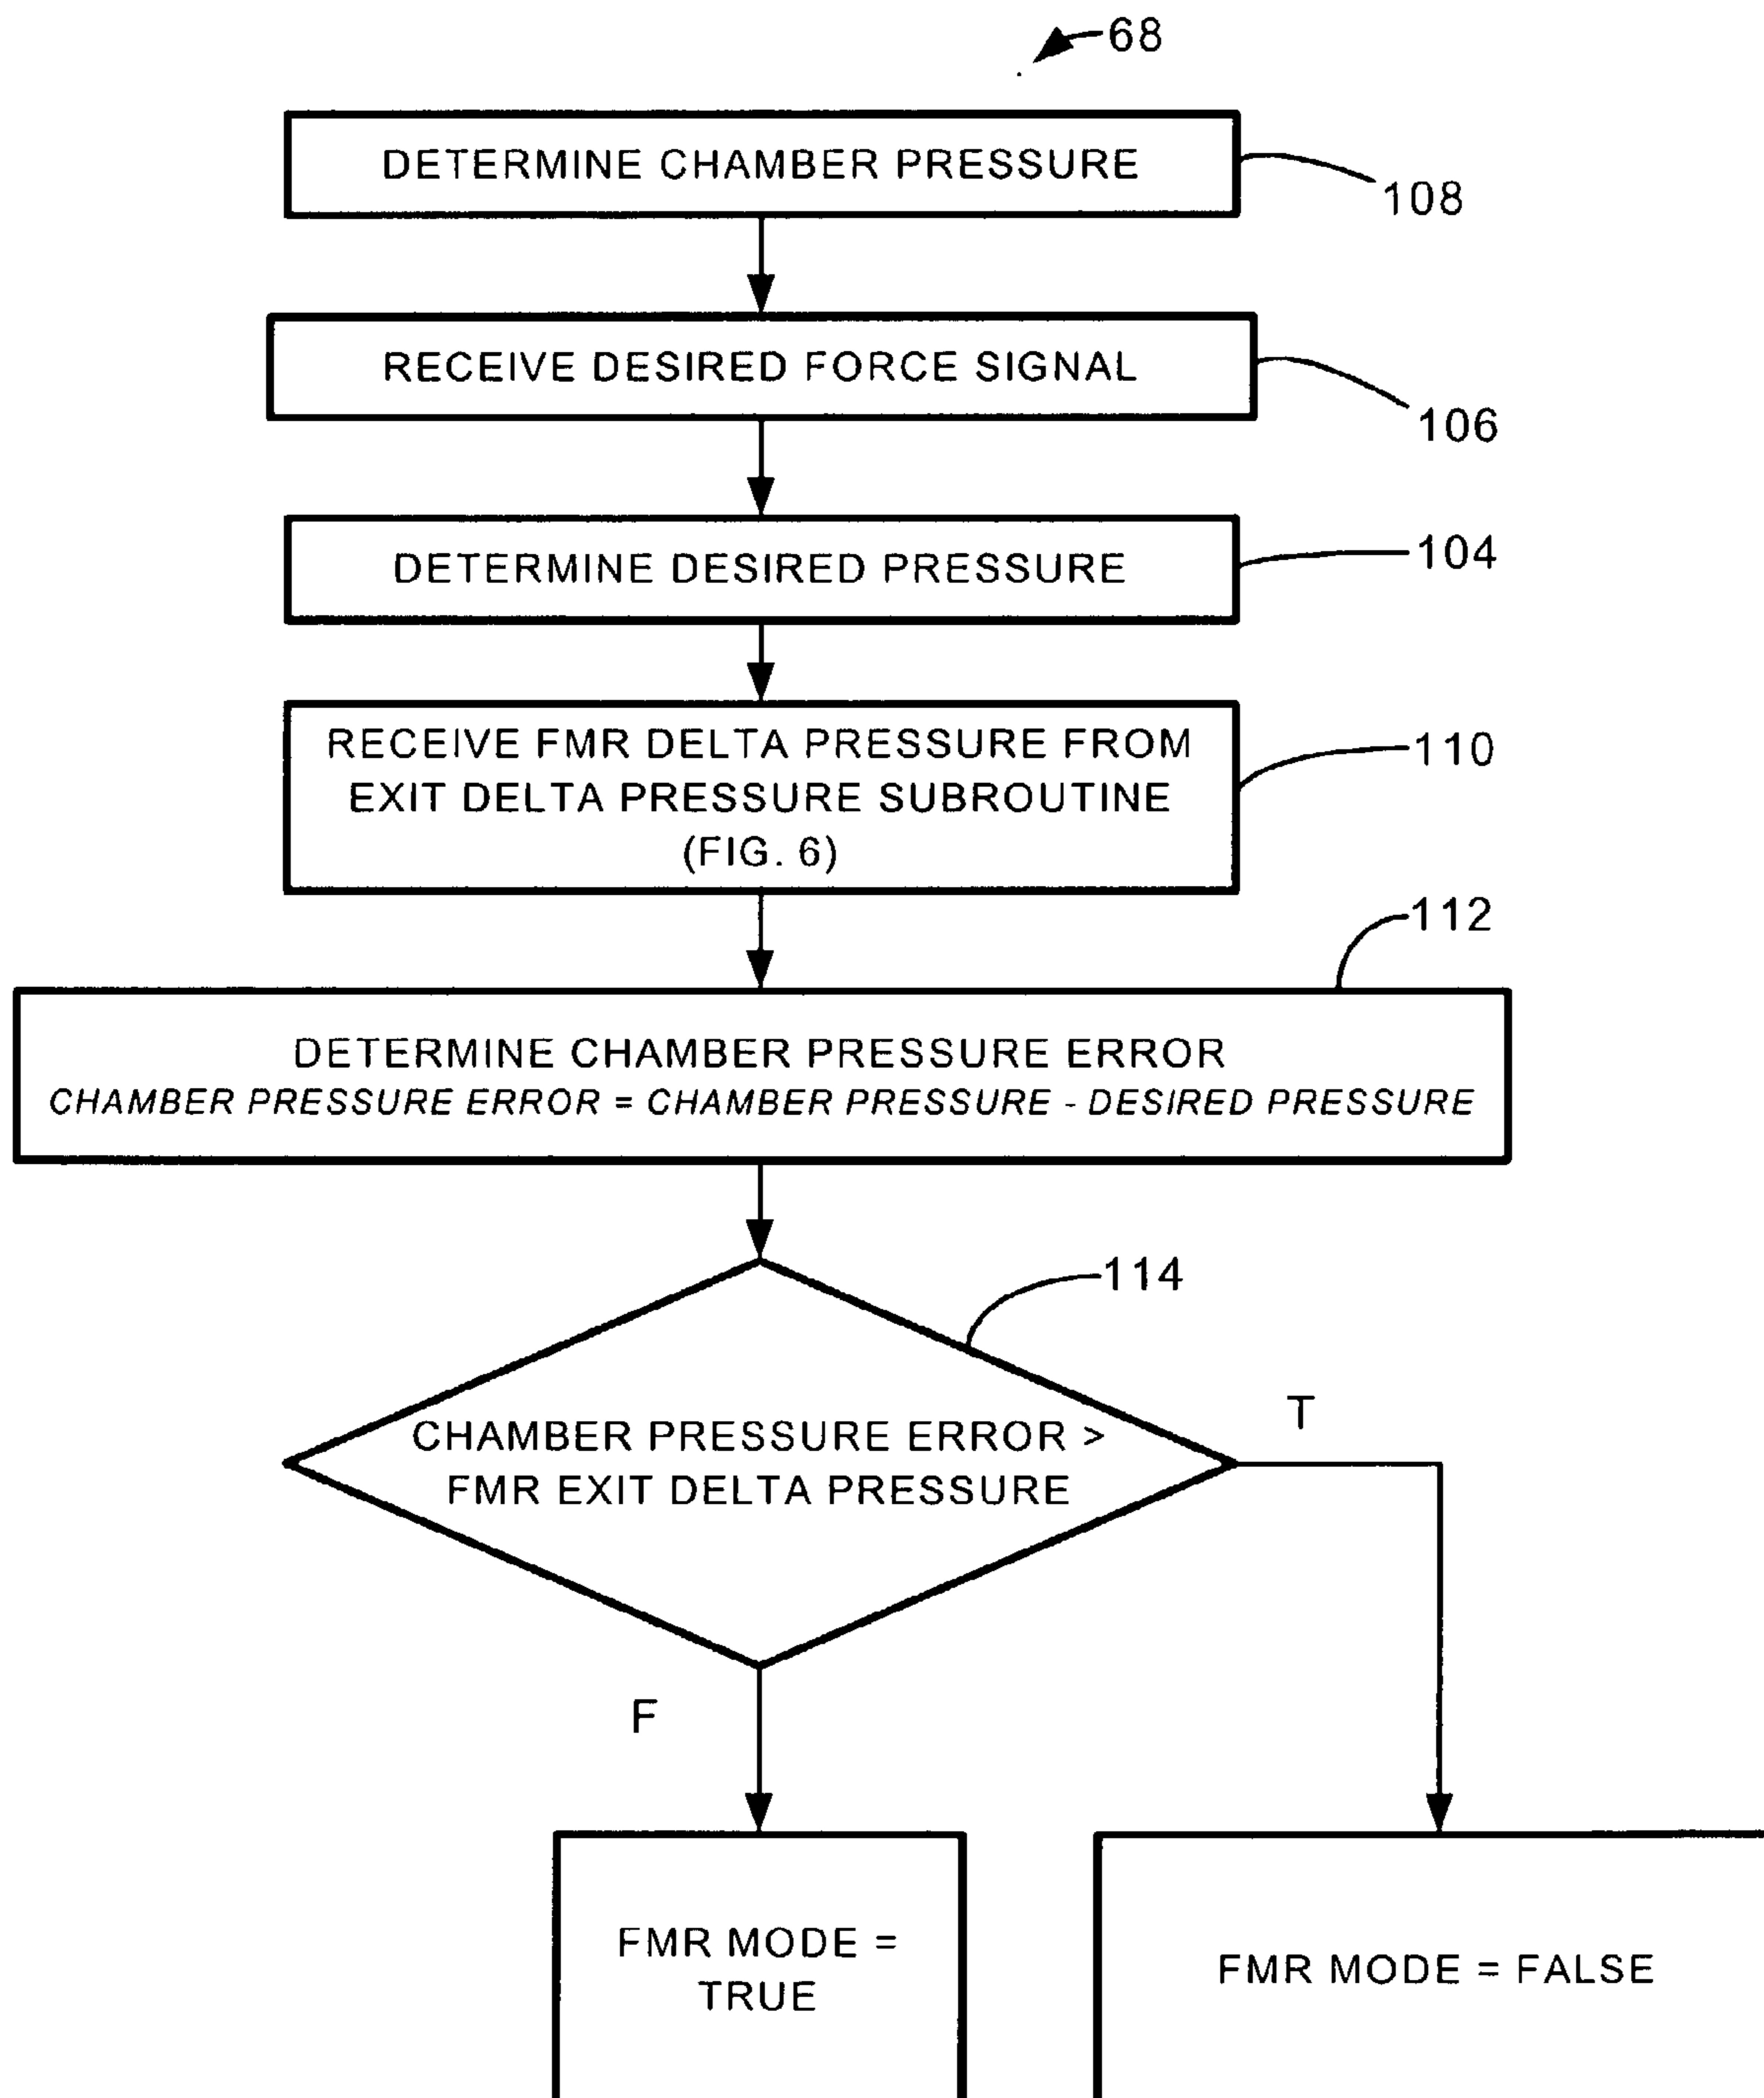 68
DETERMINE CHAMBER PRESSURE
108
RECEIVE DESIRED FORCE SIGNAL
106
DETERMINE DESIRED PRESSURE
104
RECEIVE FMR DELTA PRESSURE FROM
EXIT DELTA PRESSURE SUBROUTINE
(FIG. 6)
110
112
DETERMINE CHAMBER PRESSURE ERROR
CHAMBER PRESSURE ERROR = CHAMBER PRESSURE - DESIRED PRESSURE
114
CHAMBER PRESSURE ERROR >
FMR EXIT DELTA PRESSURE
T
F
FMR MODE =
TRUE
FMR MODE = FALSE